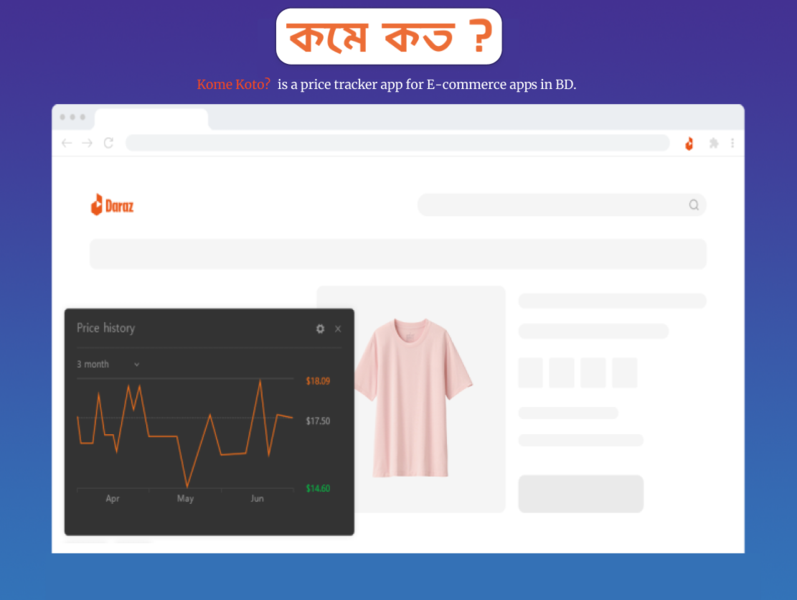 কমে কত ?
Kome Koto? is a price tracker app for E-commerce apps in BD.
Daraz
Price history
3 month
$18.09
$17.50
$14.60
Apr May Jun